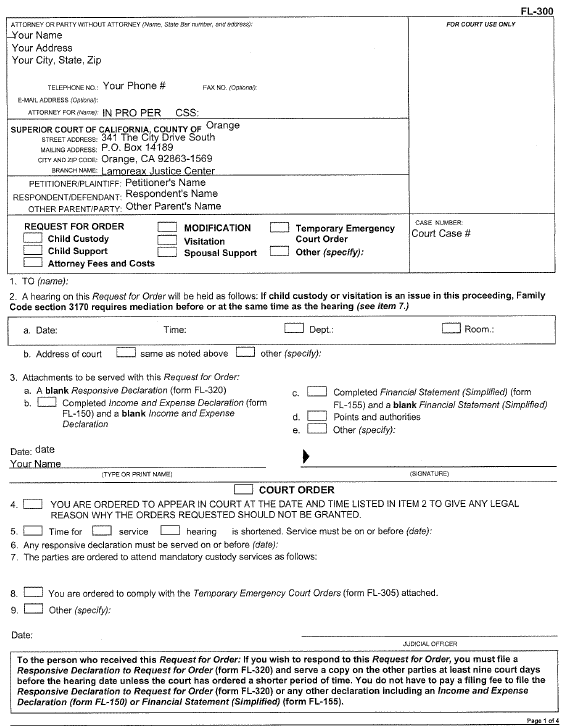 FL-300
ATTORNEY OR PARTY WITHOUT ATTORNEY (Name, State Bar number, and address):
FOR COURT USE ONLY
Your Name
Your Address
Your City, State, Zip
TELEPHONE NO.: Your Phone # FAX NO. (Optional):
E-MAIL ADDRESS (Optional):
ATTORNEY FOR (Name): IN PRO PER CSS:
SUPERIOR COURT OF CALIFORNIA, COUNTY OF Orange
STREET ADDRESS: 341 The City Drive South
MAILING ADDRESS: P.O. Box 14189
CITY AND ZIP CODE: Orange, CA 92863-1569
BRANCH NAME: Lamoreax Justice Center
PETITIONER/PLAINTIFF: Petitioner's Name
RESPONDENT/DEFENDANT: Respondent's Name
OTHER PARENT/PARTY: Other Parent's Name
REQUEST FOR ORDER MODIFICATION Temporary Emergency
Child Custody Visitation Court Order
Child Support Spousal Support Other (specify):
Attorney Fees and Costs
CASE NUMBER:
Court Case #
1. TO (name):
2. A hearing on this Request for Order will be held as follows: If child custody or visitation is an issue in this proceeding, Family
Code section 3170 requires mediation before or at the same time as the hearing (see item 7.)
a. Date: Time: Dept.: Room.:
b. Address of court same as noted above other (specify):
3. Attachments to be served with this Request for Order:
a. A blank Responsive Declaration (form FL-320)
b. Completed Income and Expense Declaration (form
FL-150) and a blank Income and Expense
Declaration
c. Completed Financial Statement (Simplified) (form
FL-155) and a blank Financial Statement (Simplified)
d. Points and authorities
e. Other (specify):
Date: date
Your Name
(TYPE OR PRINT NAME) (SIGNATURE)
COURT ORDER
4. YOU ARE ORDERED TO APPEAR IN COURT AT THE DATE AND TIME LISTED IN ITEM 2 TO GIVE ANY LEGAL
REASON WHY THE ORDERS REQUESTED SHOULD NOT BE GRANTED.
5. Time for service hearing is shortened. Service must be on or before (date):
6. Any responsive declaration must be served on or before (date):
7. The parties are ordered to attend mandatory custody services as follows:
8. You are ordered to comply with the Temporary Emergency Court Orders (form FL-305) attached.
9. Other (specify):
Date:
JUDICIAL OFFICER
To the person who received this Request for Order: If you wish to respond to this Request for Order, you must file a
Responsive Declaration to Request for Order (form FL-320) and serve a copy on the other parties at least nine court days
before the hearing date unless the court has ordered a shorter period of time. You do not have to pay a filing fee to file the
Responsive Declaration to Request for Order (form FL-320) or any other declaration including an Income and Expense
Declaration (form FL-150) or Financial Statement (Simplified) (form FL-155).
Page 1 of 4